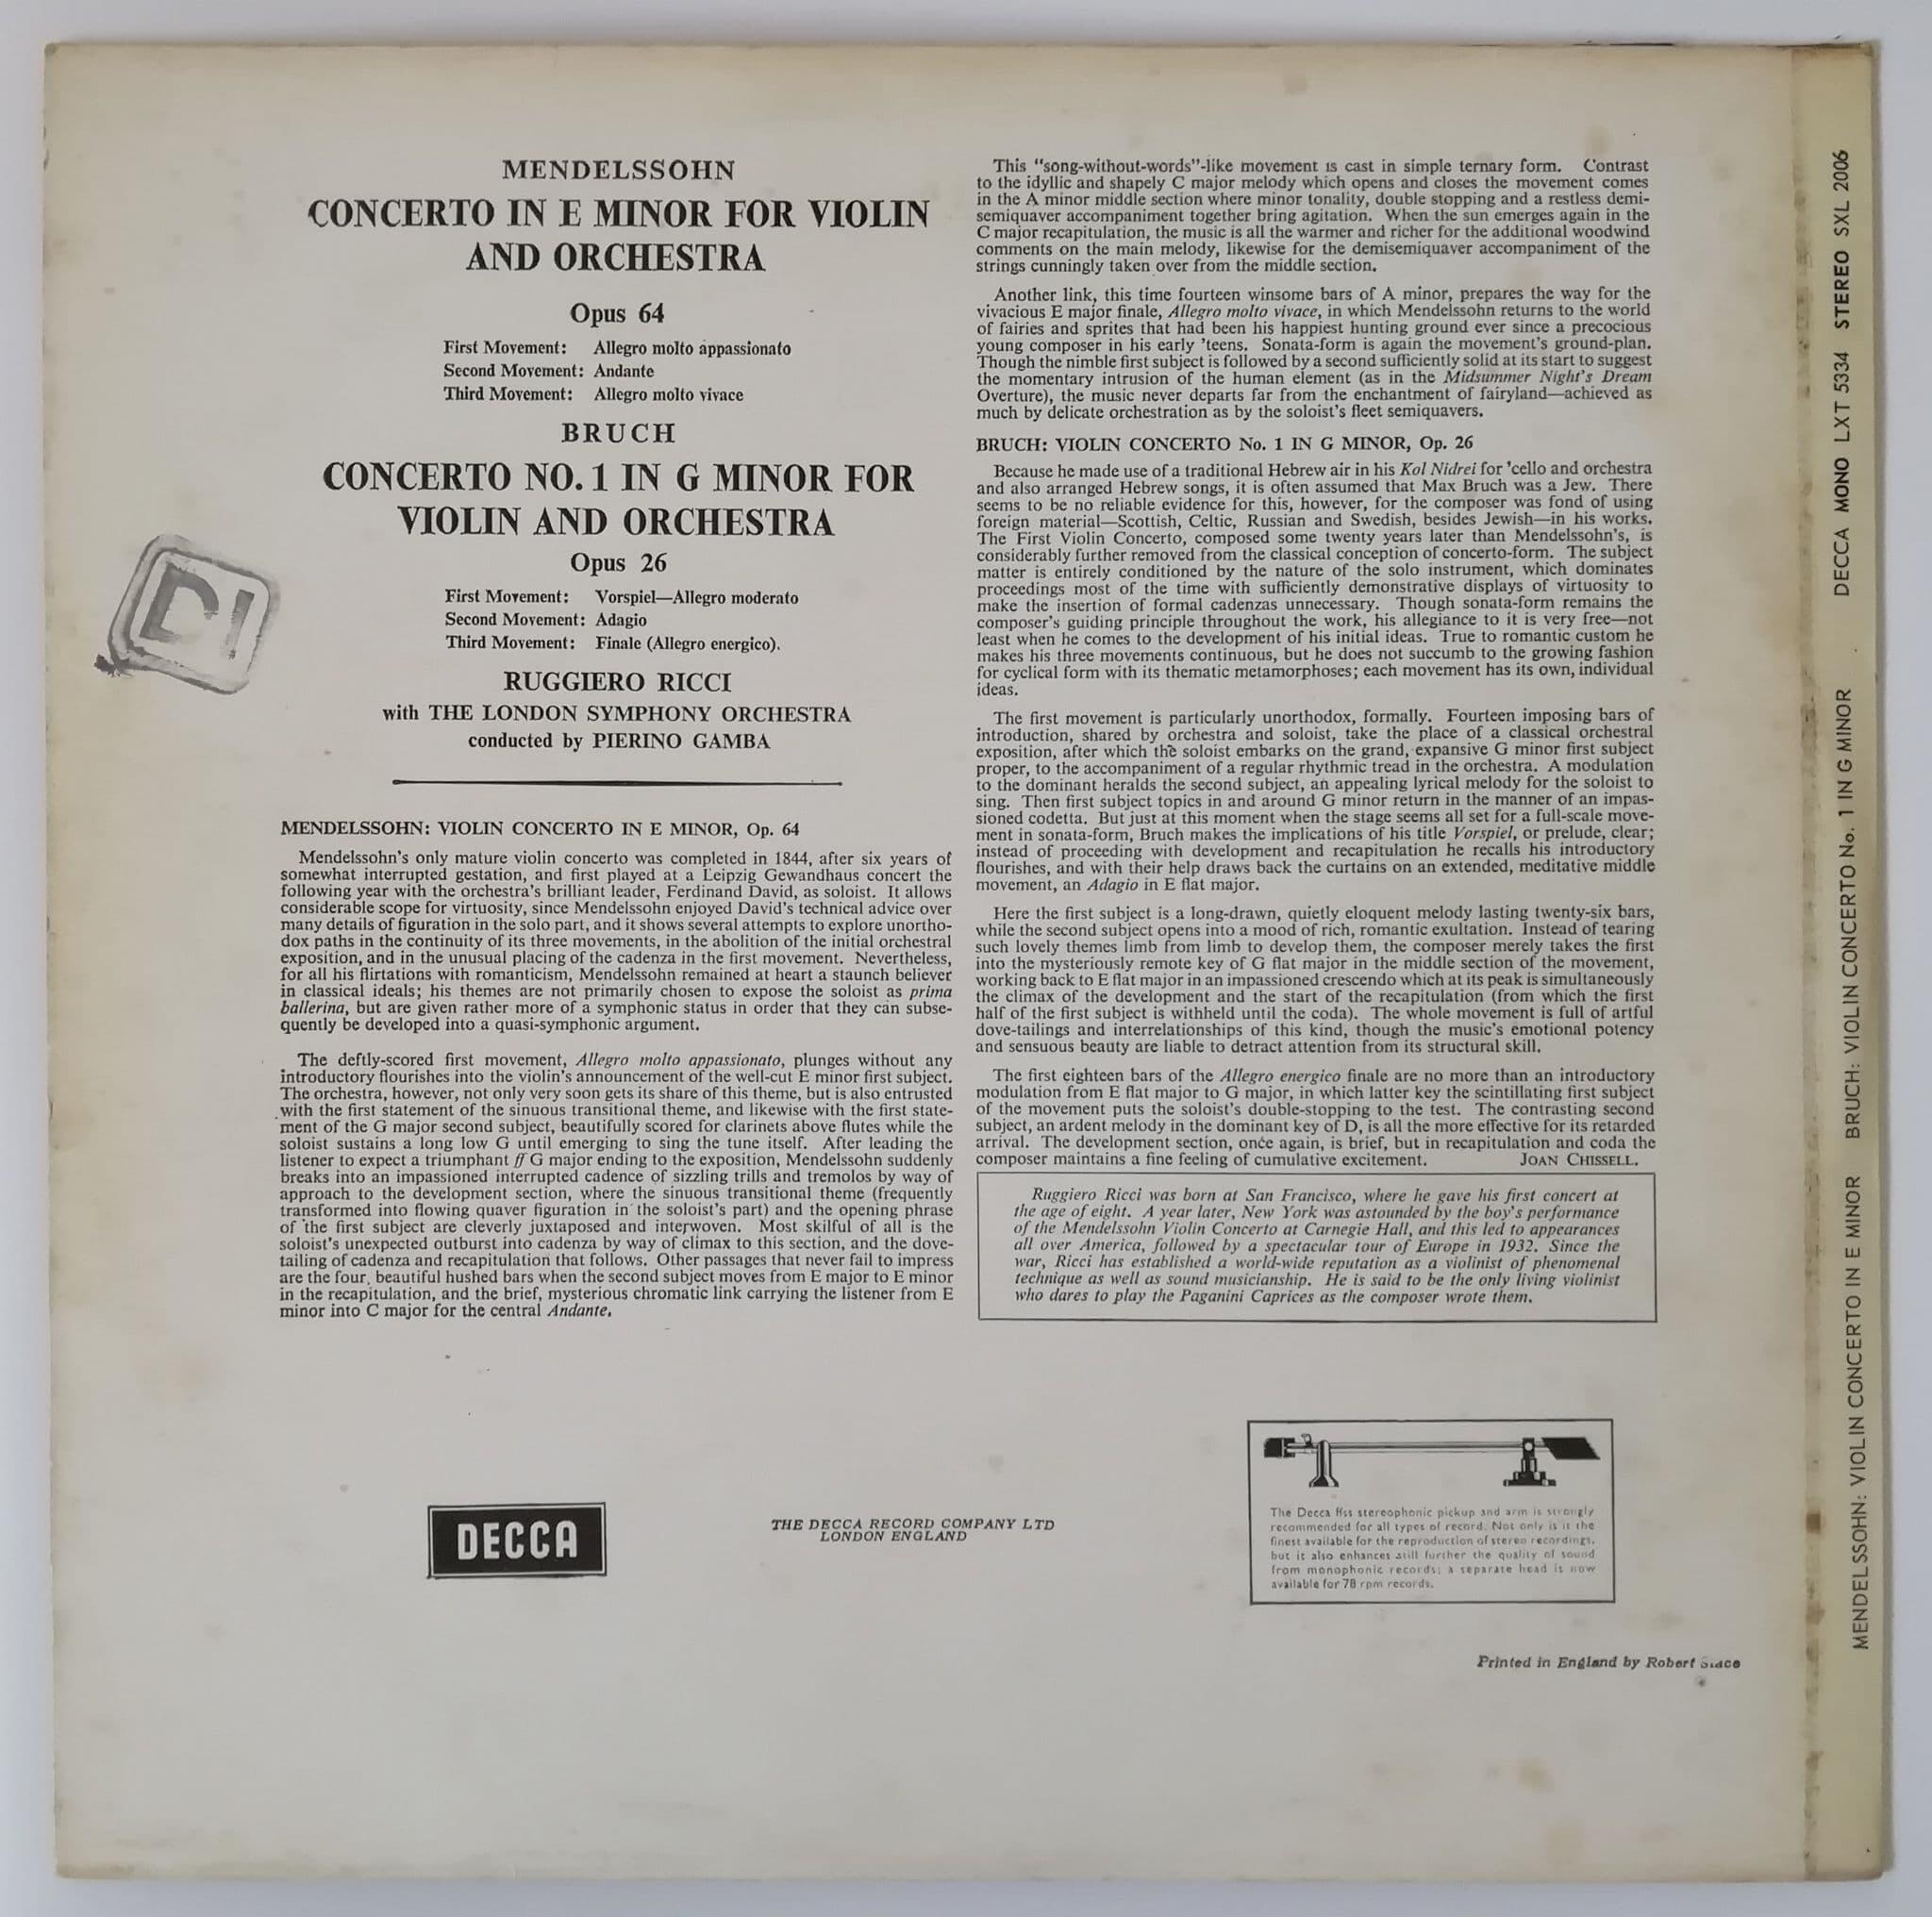 MENDELSSOHN
CONCERTO IN E MINOR FOR VIOLIN
AND ORCHESTRA
Opus 64
First Movement: Allegro molto appassionato
Second Movement: Andante
Third Movement: Allegro molto vivace
BRUCH
CONCERTO NO. 1 IN G MINOR FOR
VIOLIN AND ORCHESTRA
Opus 26
First Movement: Vorspiel—Allegro moderato
Second Movement: Adagio
Third Movement: Finale (Allegro energico).
RUGGIERO RICCI
with THE LONDON SYMPHONY ORCHESTRA
conducted by PIERINO GAMBA
MENDELSSOHN: VIOLIN CONCERTO IN E MINOR, Op. 64
Mendelssohn's only mature violin concerto was completed in 1844, after six years of
somewhat interrupted gestation, and first played at a Leipzig Gewandhaus concert the
following year with the orchestra's brilliant leader, Ferdinand David, as soloist. It allows
considerable scope for virtuosity, since Mendelssohn enjoyed David's technical advice over
many details of figuration in the solo part, and it shows several attempts to explore unortho-
dox paths in the continuity of its three movements, in the abolition of the initial orchestral
exposition, and in the unusual placing of the cadenza in the first movement. Nevertheless,
for all his flirtations with romanticism, Mendelssohn remained at heart a staunch believer
in classical ideals; his themes are not primarily chosen to expose the soloist as prima
ballerina, but are given rather more of a symphonic status in order that they can subse-
quently be developed into a quasi-symphonic argument.
The deftly-scored first movement, Allegro molto appassionato, plunges without any
introductory flourishes into the violin's announcement of the well-cut E minor first subject.
The orchestra, however, not only very soon gets its share of this theme, but is also entrusted
with the first statement of the sinuous transitional theme, and likewise with the first state-
ment of the G major second subject, beautifully scored for clarinets above flutes while the
soloist sustains a long low G until emerging to sing the tune itself. After leading the
listener to expect a triumphant ff G major ending to the exposition, Mendelssohn suddenly
breaks into an impassioned interrupted cadence of sizzling trills and tremolos by way of
approach to the development section, where the sinuous transitional theme (frequently
transformed into flowing quaver figuration in the soloist's part) and the opening phrase
of the first subject are cleverly juxtaposed and interwoven. Most skilful of all is the
soloist's unexpected outburst into cadenza by way of climax to this section, and the dove-
tailing of cadenza and recapitulation that follows. Other passages that never fail to impress
are the four beautiful hushed bars when the second subject moves from E major to E minor
in the recapitulation, and the brief, mysterious chromatic link carrying the listener from E
minor into C major for the central Andante.
This "song-without-words"-like movement is cast in simple ternary form. Contrast
to the idyllic and shapely C major melody which opens and closes the movement comes
in the A minor middle section where minor tonality, double stopping and a restless demi-
semiquaver accompaniment together bring agitation. When the sun emerges again in the
C major recapitulation, the music is all the warmer and richer for the additional woodwind
comments on the main melody, likewise for the demisemiquaver accompaniment of the
strings cunningly taken over from the middle section.
Another link, this time fourteen winsome bars of A minor, prepares the way for the
vivacious E major finale, Allegro molto vivace, in which Mendelssohn returns to the world
of fairies and sprites that had been his happiest hunting ground ever since a precocious
young composer in his early 'teens. Sonata-form is again the movement's ground-plan.
Though the nimble first subject is followed by a second sufficiently solid at its start to suggest
the momentary intrusion of the human element (as in the Midsummer Night's Dream
Overture), the music never departs far from the enchantment of fairyland—achieved as
much by delicate orchestration as by the soloist's fleet semiquavers.
BRUCH: VIOLIN CONCERTO No. 1 IN G MINOR, Op. 26
Because he made use of a traditional Hebrew air in his Kol Nidrei for 'cello and orchestra
and also arranged Hebrew songs, it is often assumed that Max Bruch was a Jew. There
seems to be no reliable evidence for this, however, for the composer was fond of using
foreign material—Scottish, Celtic, Russian and Swedish, besides Jewish—in his works.
The First Violin Concerto, composed some twenty years later than Mendelssohn's, is
considerably further removed from the classical conception of concerto-form. The subject
matter is entirely conditioned by the nature of the solo instrument, which dominates
proceedings most of the time with sufficiently demonstrative displays of virtuosity to
make the insertion of formal cadenzas unnecessary. Though sonata-form remains the
composer's guiding principle throughout the work, his allegiance to it is very free—not
least when he comes to the development of his initial ideas. True to romantic custom he
makes his three movements continuous, but he does not succumb to the growing fashion
for cyclical form with its thematic metamorphoses; each movement has its own, individual
ideas.
The first movement is particularly unorthodox, formally. Fourteen imposing bars of
introduction, shared by orchestra and soloist, take the place of a classical orchestral
exposition, after which the soloist embarks on the grand, expansive G minor first subject
proper, to the accompaniment of a regular rhythmic tread in the orchestra. A modulation
to the dominant heralds the second subject, an appealing lyrical melody for the soloist to
sing. Then first subject topics in and around G minor return in the manner of an impas-
sioned codetta. But just at this moment when the stage seems all set for a full-scale move-
ment in sonata-form, Bruch makes the implications of his title Vorspiel, or prelude, clear;
instead of proceeding with development and recapitulation he recalls his introductory
flourishes, and with their help draws back the curtains on an extended, meditative middle
movement, an Adagio in E flat major.
Here the first subject is a long-drawn, quietly eloquent melody lasting twenty-six bars,
while the second subject opens into a mood of rich, romantic exultation. Instead of tearing
such lovely themes limb from limb to develop them, the composer merely takes the first
into the mysteriously remote key of G flat major in the middle section of the movement,
working back to E flat major in an impassioned crescendo which at its peak is simultaneously
the climax of the development and the start of the recapitulation (from which the first
half of the first subject is withheld until the coda). The whole movement is full of artful
dove-tailings and interrelationships of this kind, though the music's emotional potency
and sensuous beauty are liable to detract attention from its structural skill.
The first eighteen bars of the Allegro energico finale are no more than an introductory
modulation from E flat major to G major, in which latter key the scintillating first subject
of the movement puts the soloist's double-stopping to the test. The contrasting second
subject, an ardent melody in the dominant key of D, is all the more effective for its retarded
arrival. The development section, once again, is brief, but in recapitulation and coda the
composer maintains a fine feeling of cumulative excitement. JOAN CHISSELL.
Ruggiero Ricci was born at San Francisco, where he gave his first concert at
the age of eight. A year later, New York was astounded by the boy's performance
of the Mendelssohn Violin Concerto at Carnegie Hall, and this led to appearances
all over America, followed by a spectacular tour of Europe in 1932. Since the
war, Ricci has established a world-wide reputation as a violinist of phenomenal
technique as well as sound musicianship. He is said to be the only living violinist
who dares to play the Paganini Caprices as the composer wrote them.
DECCA
THE DECCA RECORD COMPANY LTD
LONDON ENGLAND
The Decca ffss stereophonic pickup and arm is strongly
recommended for all types of record. Not only is it the
finest available for the reproduction of stereo recordings,
but it also enhances still further the quality of sound
from monophonic records; a separate head is now
available for 78 rpm records.
Printed in England by Robert
MENDELSSOHN: VIOLIN CONCERTO IN E MINOR BRUCH: VIOLIN CONCERTO No. 1 IN G MINOR DECCA MONO LXT 5334 STEREO SXL 2006